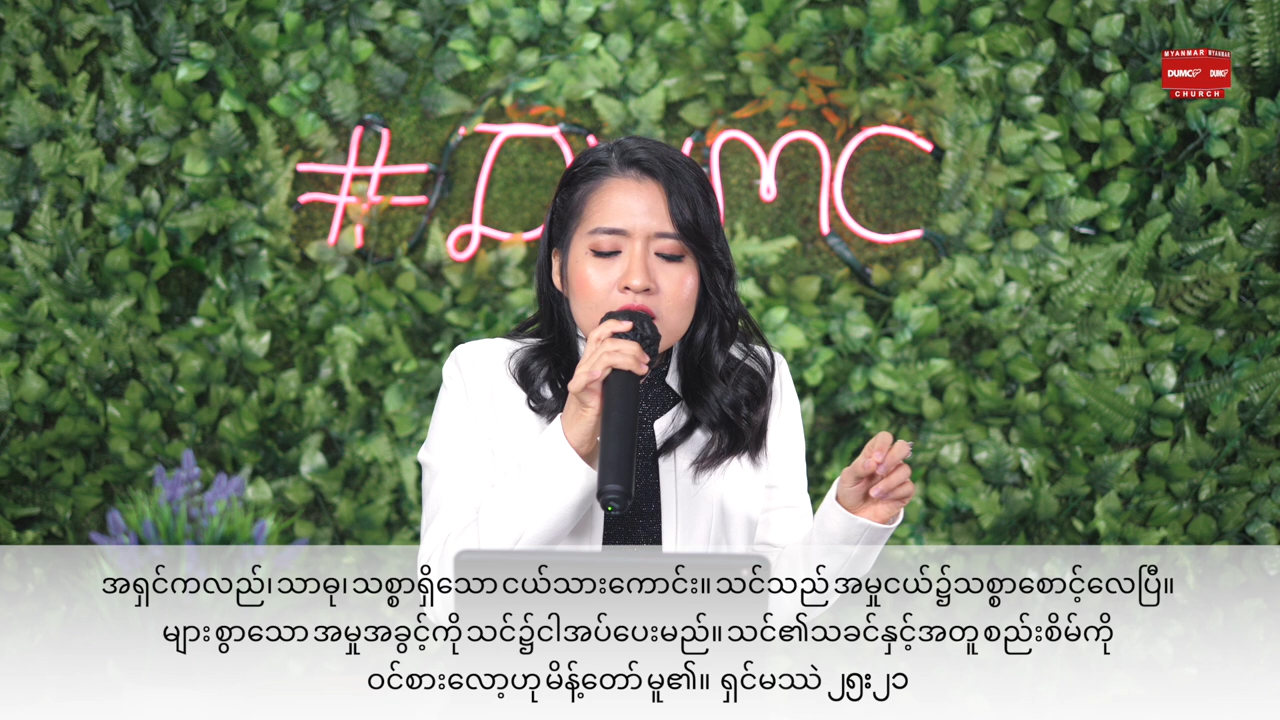 MYANMAR MYANMAR
DUMC DUMC
CHURCH
#DUMC
အရှင်ကလည်၊ သာဓု၊ သစ္စာရှိသော ငယ်သားကောင်း။ သင်သည် အမှုငယ်၌သစ္စာစောင့်လေပြီ။
များစွာသော အမှုအခွင့်ကို သင်၌ငါအပ်ပေးမည်။ သင်၏သခင်နှင့်အတူ စည်းစိမ်ကို
ဝင်စားလော့ဟု မိန့်တော်မူ၏။ ရှင်မဿဲ ၂၅း၂၁